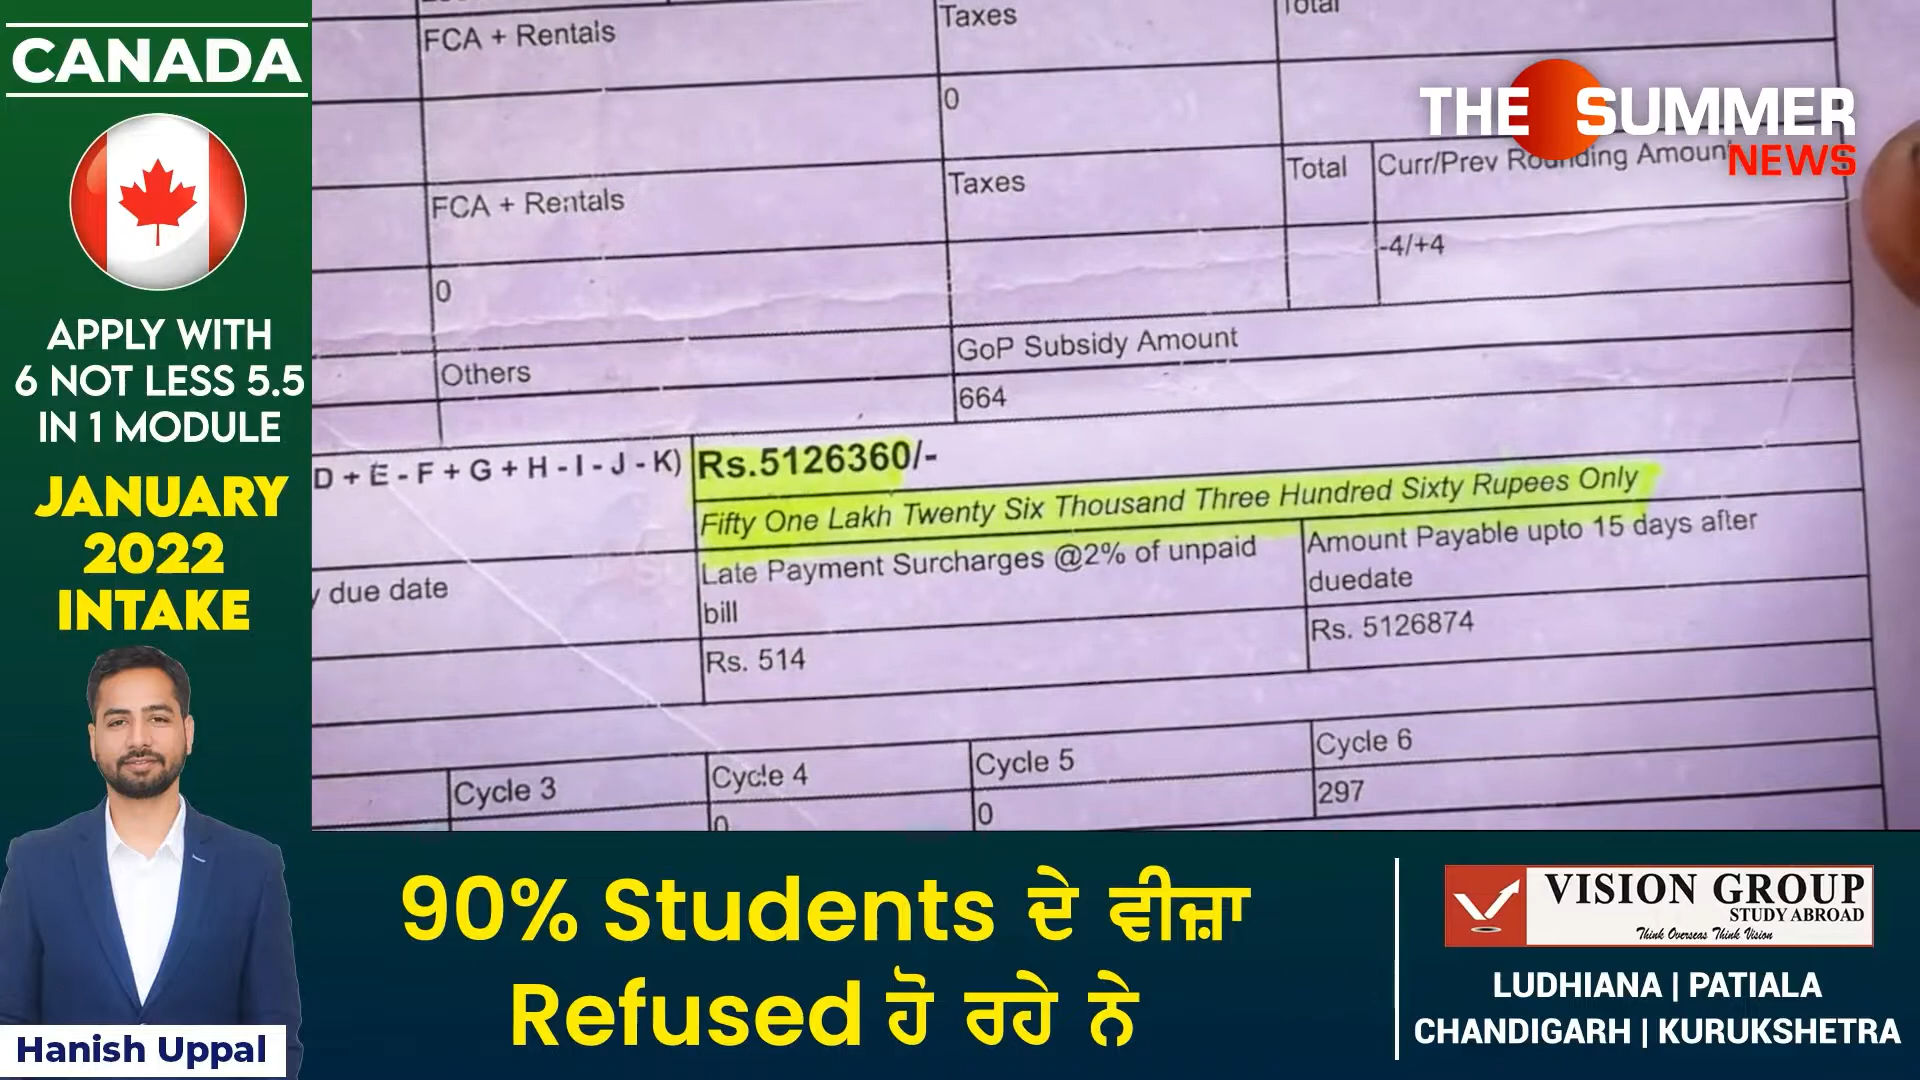 CANADA
APPLY WITH
6 NOT LESS 5.5
IN 1 MODULE
JANUARY
2022
INTAKE
Hanish Uppal
FCA + Rentals
Taxes
Total
0
THE SUMMER
NEWS
FCA + Rentals
Taxes
Total
Curr/Prev Rounding Amount
0
-4/+4
Others
GoP Subsidy Amount
664
D + E - F + G + H - I - J - K)
Rs.5126360/-
Fifty One Lakh Twenty Six Thousand Three Hundred Sixty Rupees Only
due date
Late Payment Surcharges @2% of unpaid
bill
Amount Payable upto 15 days after
duedate
Rs. 514
Rs. 5126874
Cycle 3
Cycle 4
Cycle 5
Cycle 6
0
0
297
90% Students ਦੇ ਵੀਜ਼ਾ
Refused ਹੋ ਰਹੇ ਨੇ
VISION GROUP
STUDY ABROAD
Think Overseas Think Vision
LUDHIANA | PATIALA
CHANDIGARH | KURUKSHETRA